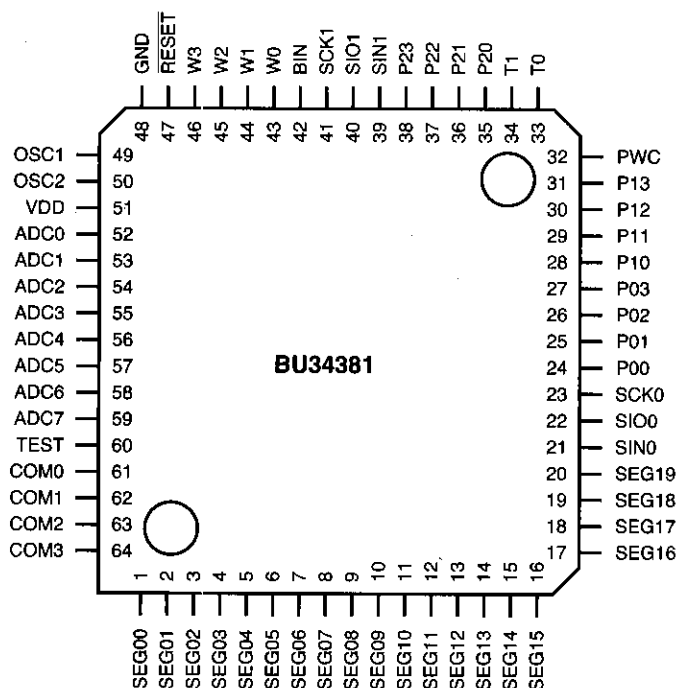 GND RESET W3 W2 W1 W0 BIN SCK1 SIO1 SIN1 P23 P22 P21 P20 T1 T0
48 47 46 45 44 43 42 41 40 39 38 37 36 35 34 33
OSC1 49 32 PWC
OSC2 50 31 P13
VDD 51 30 P12
ADC0 52 29 P11
ADC1 53 28 P10
ADC2 54 27 P03
ADC3 55 26 P02
ADC4 56 25 P01
ADC5 57 BU34381 24 P00
ADC6 58 23 SCK0
ADC7 59 22 SIO0
TEST 60 21 SIN0
COM0 61 20 SEG19
COM1 62 19 SEG18
COM2 63 18 SEG17
COM3 64 17 SEG16
1 2 3 4 5 6 7 8 9 10 11 12 13 14 15 16
SEG00 SEG01 SEG02 SEG03 SEG04 SEG05 SEG06 SEG07 SEG08 SEG09 SEG10 SEG11 SEG12 SEG13 SEG14 SEG15